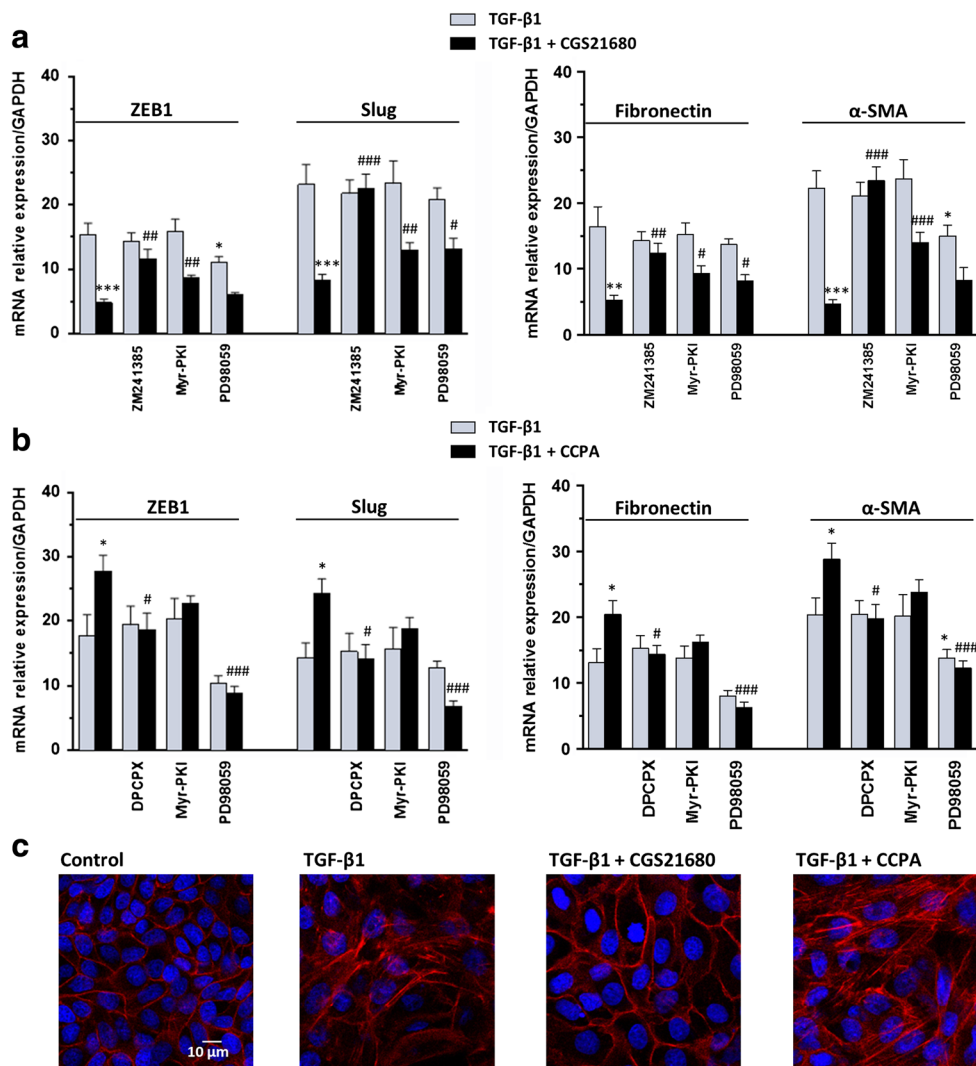 a
TGF-β1
TGF-β1 + CGS21680
mRNA relative expression/GAPDH
40
30
20
10
0
ZEB1
Slug
***
##
##
*
***
###
##
#
ZM241385
Myr-PKI
PD98059
ZM241385
Myr-PKI
PD98059
mRNA relative expression/GAPDH
40
30
20
10
0
Fibronectin
α-SMA
**
##
#
#
***
###
###
*
ZM241385
Myr-PKI
PD98059
ZM241385
Myr-PKI
PD98059
b
TGF-β1
TGF-β1 + CCPA
mRNA relative expression/GAPDH
40
30
20
10
0
ZEB1
Slug
*
#
###
*
#
###
DPCPX
Myr-PKI
PD98059
DPCPX
Myr-PKI
PD98059
mRNA relative expression/GAPDH
40
30
20
10
0
Fibronectin
α-SMA
*
#
###
*
#
*
###
DPCPX
Myr-PKI
PD98059
DPCPX
Myr-PKI
PD98059
c
Control
TGF-β1
TGF-β1 + CGS21680
TGF-β1 + CCPA
10 µm